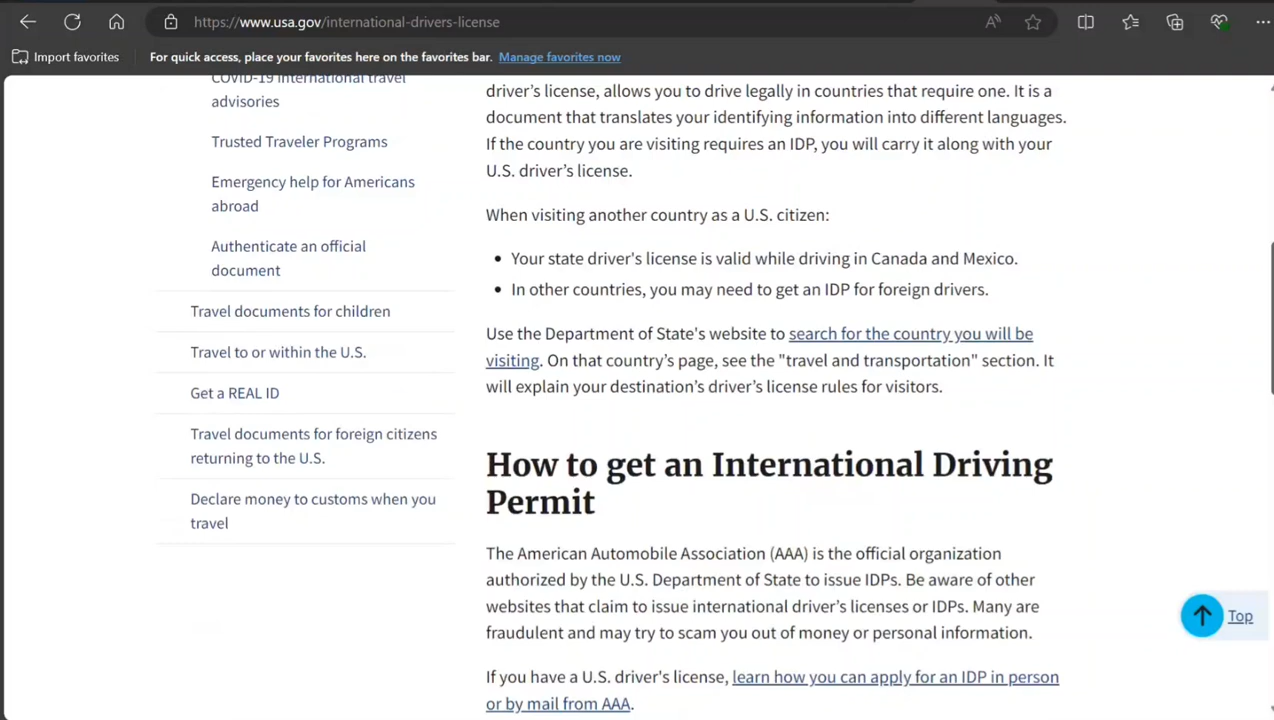 https://www.usa.gov/international-drivers-license
Import favorites
For quick access, place your favorites here on the favorites bar. Manage favorites now
COVID-19 international travel
advisories
Trusted Traveler Programs
Emergency help for Americans
abroad
Authenticate an official
document
Travel documents for children
Travel to or within the U.S.
Get a REAL ID
Travel documents for foreign citizens
returning to the U.S.
Declare money to customs when you
travel
driver's license, allows you to drive legally in countries that require one. It is a
document that translates your identifying information into different languages.
If the country you are visiting requires an IDP, you will carry it along with your
U.S. driver's license.
When visiting another country as a U.S. citizen:
• Your state driver's license is valid while driving in Canada and Mexico.
• In other countries, you may need to get an IDP for foreign drivers.
Use the Department of State's website to search for the country you will be
visiting. On that country's page, see the "travel and transportation" section. It
will explain your destination's driver's license rules for visitors.
How to get an International Driving
Permit
The American Automobile Association (AAA) is the official organization
authorized by the U.S. Department of State to issue IDPs. Be aware of other
websites that claim to issue international driver's licenses or IDPs. Many are
fraudulent and may try to scam you out of money or personal information.
If you have a U.S. driver's license, learn how you can apply for an IDP in person
or by mail from AAA.
Top